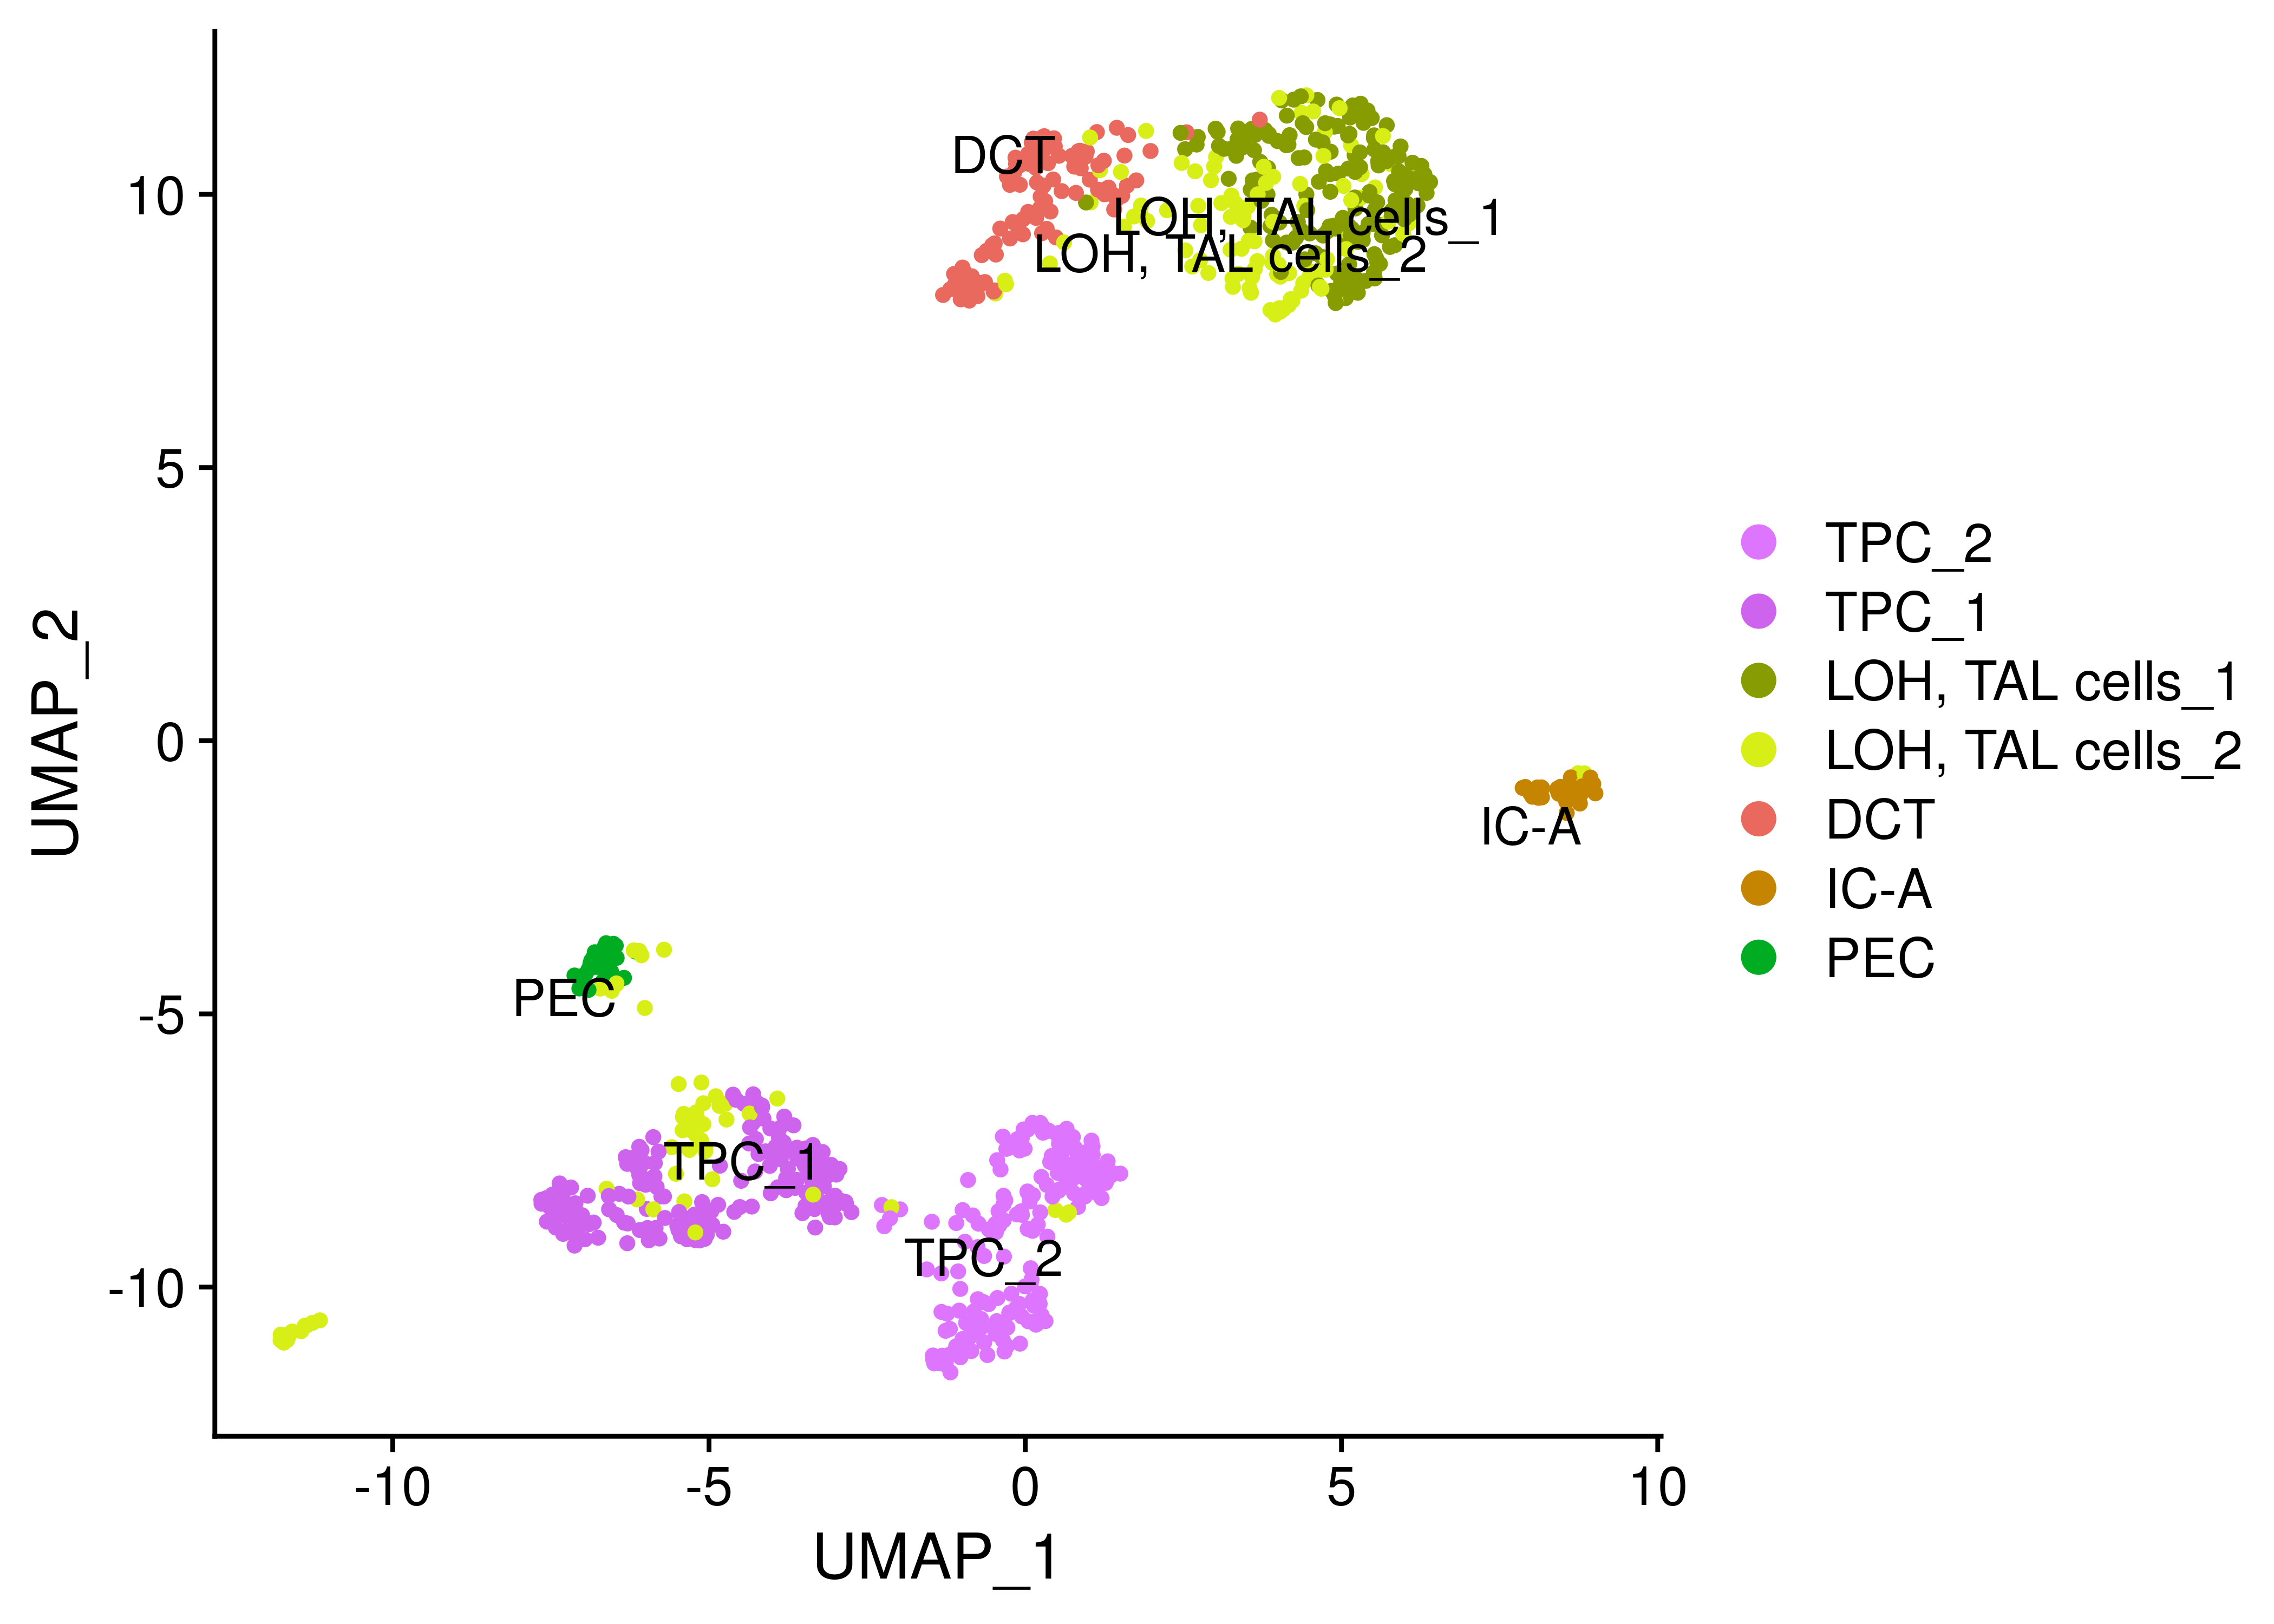 DCT
LOH, TAL cells_1
LOH, TAL cells_2
IC-A
PEC
TPC_1
TPC_2
10
5
0
-5
-10
UMAP_2
-10
-5
0
5
10
UMAP_1
TPC_2
TPC_1
LOH, TAL cells_1
LOH, TAL cells_2
DCT
IC-A
PEC